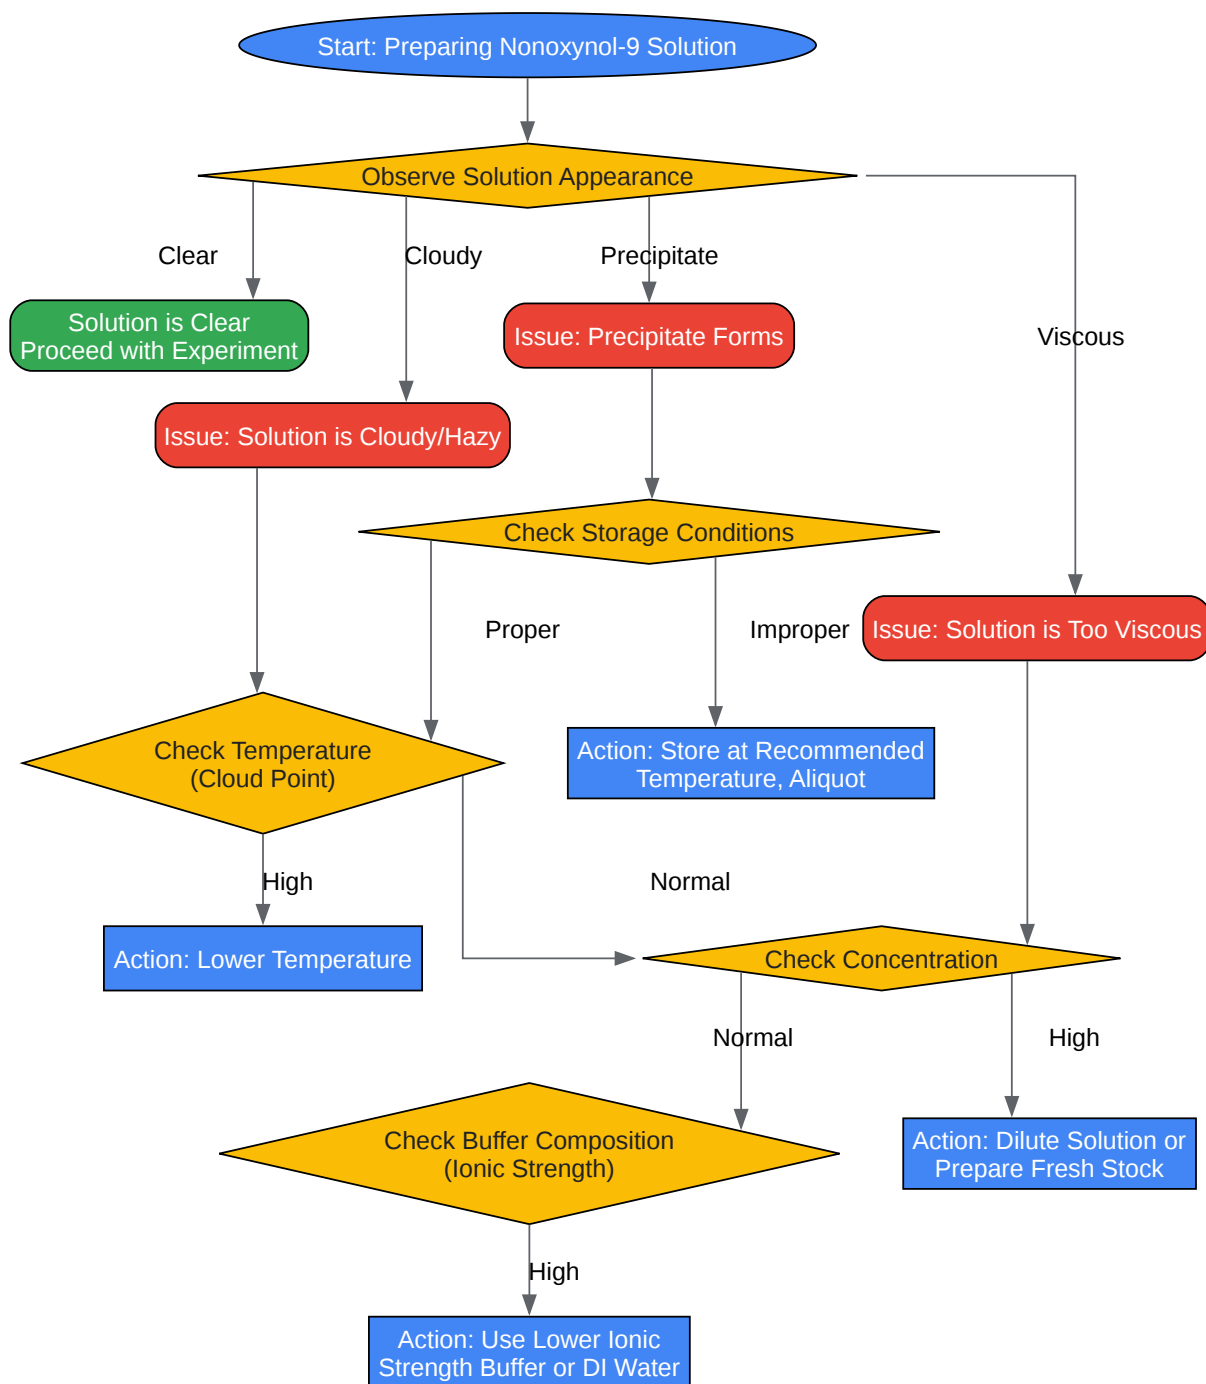 Start: Preparing Nonoxynol-9 Solution
Observe Solution Appearance
Clear
Cloudy
Precipitate
Solution is Clear
Proceed with Experiment
Issue: Precipitate Forms
Viscous
Issue: Solution is Cloudy/Hazy
Check Storage Conditions
Proper
Improper
Issue: Solution is Too Viscous
Check Temperature
(Cloud Point)
Action: Store at Recommended
Temperature, Aliquot
High
Normal
Action: Lower Temperature
Check Concentration
Normal
High
Check Buffer Composition
(Ionic Strength)
Action: Dilute Solution or
Prepare Fresh Stock
High
Action: Use Lower Ionic
Strength Buffer or DI Water